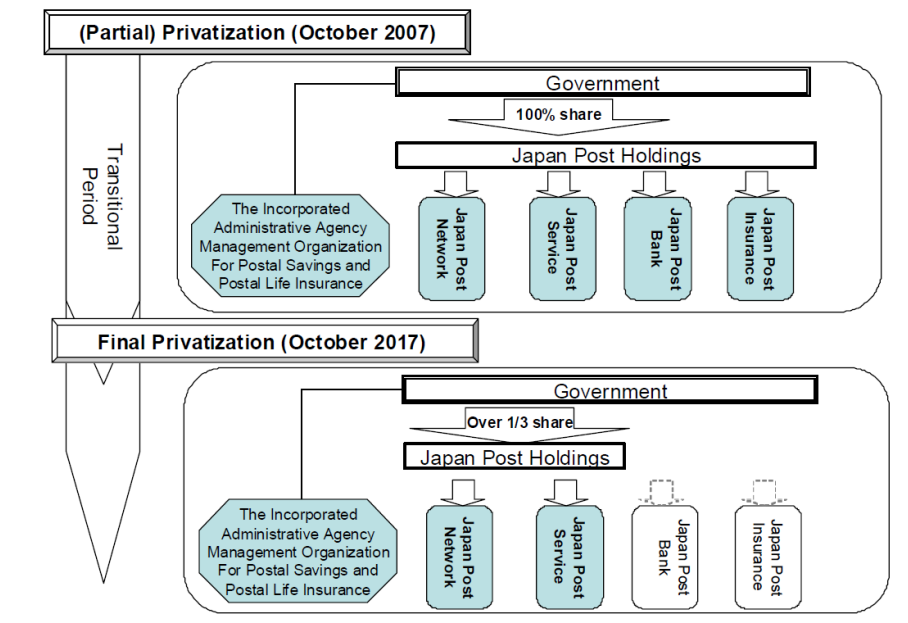 (Partial) Privatization (October 2007)
Transitional
Period
Government
100% share
Japan Post Holdings
The Incorporated
Administrative Agency
Management Organization
For Postal Savings and
Postal Life Insurance
Japan Post
Network
Japan Post
Service
Japan Post
Bank
Japan Post
Insurance
Final Privatization (October 2017)
Government
Over 1/3 share
Japan Post Holdings
The Incorporated
Administrative Agency
Management Organization
For Postal Savings and
Postal Life Insurance
Japan Post
Network
Japan Post
Service
Japan Post
Bank
Japan Post
Insurance